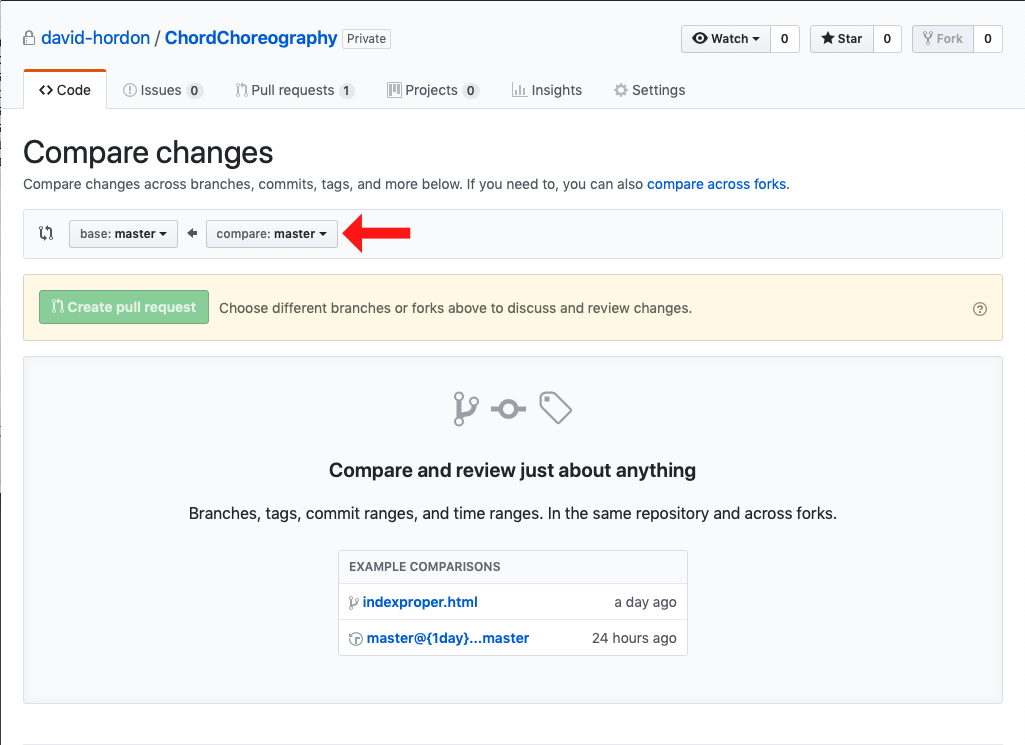 david-hordon / ChordChoreography Private
Watch 0 Star 0 Fork 0
Code Issues 0 Pull requests 1 Projects 0 Insights Settings
Compare changes
Compare changes across branches, commits, tags, and more below. If you need to, you can also compare across forks.
base: master compare: master
Create pull request Choose different branches or forks above to discuss and review changes.
Compare and review just about anything
Branches, tags, commit ranges, and time ranges. In the same repository and across forks.
EXAMPLE COMPARISONS
indexproper.html a day ago
master@{1day}...master 24 hours ago